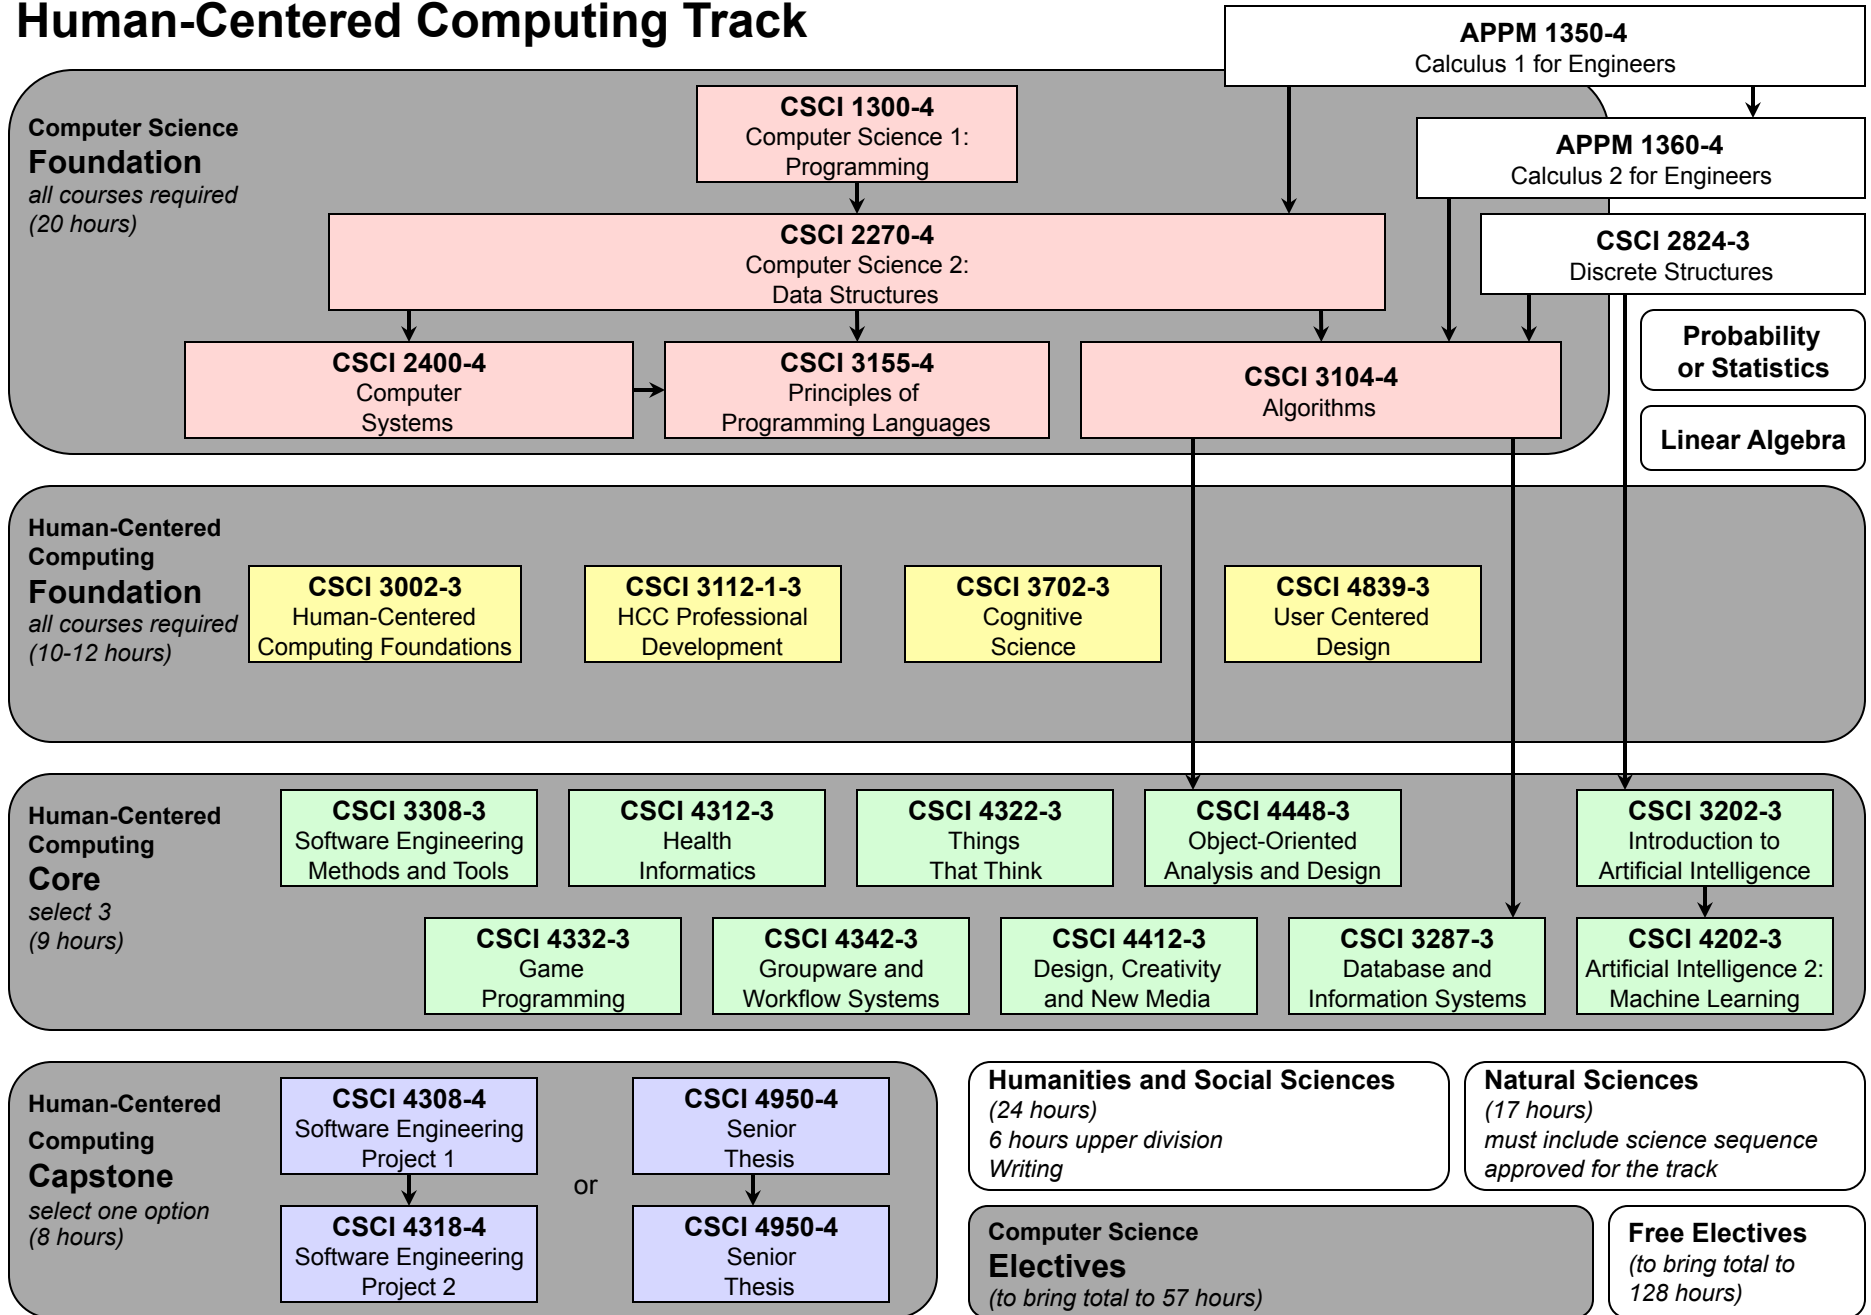 Human-Centered Computing Track
APPM 1350-4
Calculus 1 for Engineers
Computer Science
Foundation
all courses required
(20 hours)
CSCI 1300-4
Computer Science 1:
Programming
APPM 1360-4
Calculus 2 for Engineers
CSCI 2270-4
Computer Science 2:
Data Structures
CSCI 2824-3
Discrete Structures
CSCI 2400-4
Computer
Systems
CSCI 3155-4
Principles of
Programming Languages
CSCI 3104-4
Algorithms
Probability
or Statistics
Linear Algebra
Human-Centered
Computing
Foundation
all courses required
(10-12 hours)
CSCI 3002-3
Human-Centered
Computing Foundations
CSCI 3112-1-3
HCC Professional
Development
CSCI 3702-3
Cognitive
Science
CSCI 4839-3
User Centered
Design
Human-Centered
Computing
Core
select 3
(9 hours)
CSCI 3308-3
Software Engineering
Methods and Tools
CSCI 4312-3
Health
Informatics
CSCI 4322-3
Things
That Think
CSCI 4448-3
Object-Oriented
Analysis and Design
CSCI 3202-3
Introduction to
Artificial Intelligence
CSCI 4332-3
Game
Programming
CSCI 4342-3
Groupware and
Workflow Systems
CSCI 4412-3
Design, Creativity
and New Media
CSCI 3287-3
Database and
Information Systems
CSCI 4202-3
Artificial Intelligence 2:
Machine Learning
Human-Centered
Computing
Capstone
select one option
(8 hours)
CSCI 4308-4
Software Engineering
Project 1
or
CSCI 4950-4
Senior
Thesis
CSCI 4318-4
Software Engineering
Project 2
CSCI 4950-4
Senior
Thesis
Humanities and Social Sciences
(24 hours)
6 hours upper division
Writing
Natural Sciences
(17 hours)
must include science sequence
approved for the track
Computer Science
Electives
(to bring total to 57 hours)
Free Electives
(to bring total to
128 hours)